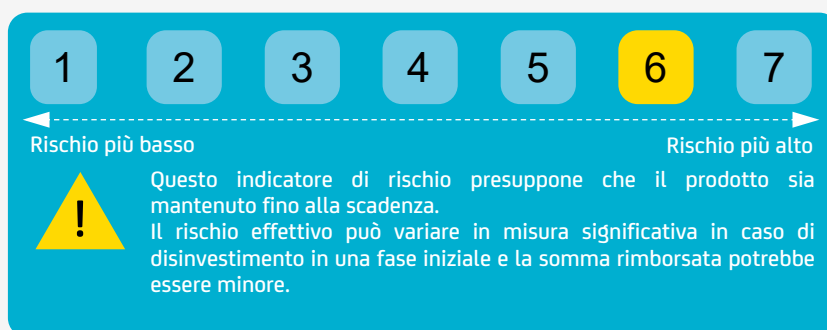 1 2 3 4 5 6 7
Rischio più basso Rischio più alto
Questo indicatore di rischio presuppone che il prodotto sia
mantenuto fino alla scadenza.
Il rischio effettivo può variare in misura significativa in caso di
disinvestimento in una fase iniziale e la somma rimborsata potrebbe
essere minore.
!